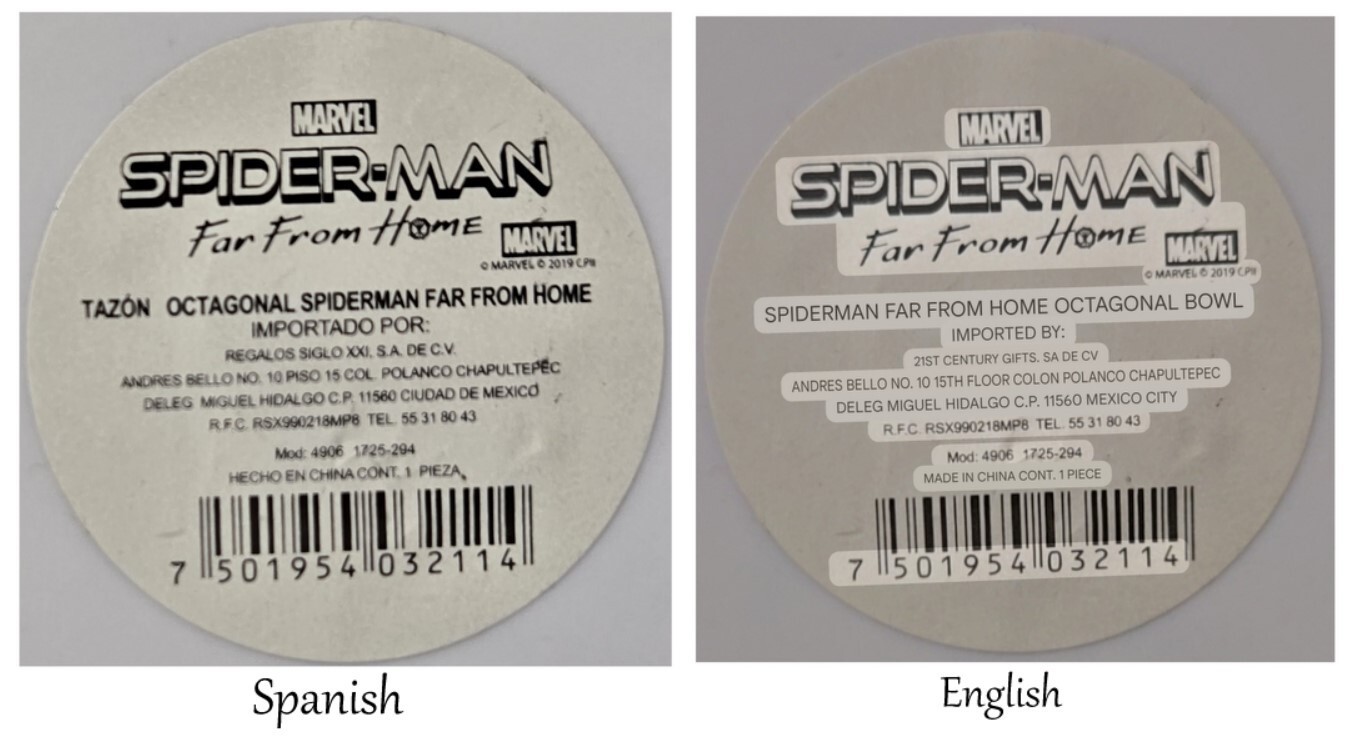 MARVEL
SPIDER-MAN
Far From Home
MARVEL
© MARVEL © 2019 CPII
TAZÓN OCTAGONAL SPIDERMAN FAR FROM HOME
IMPORTADO POR:
REGALOS SIGLO XXI, S.A. DE C.V.
ANDRES BELLO NO. 10 PISO 15 COL. POLANCO CHAPULTEPEC
DELEG MIGUEL HIDALGO C.P. 11560 CIUDAD DE MEXICO
R.F.C. RSX990218MP8 TEL. 55 31 80 43
Mod: 4906 1725-294
HECHO EN CHINA CONT. 1 PIEZA
7 501954 032114
Spanish
MARVEL
SPIDER-MAN
Far From Home
MARVEL
© MARVEL © 2019 CPII
SPIDERMAN FAR FROM HOME OCTAGONAL BOWL
IMPORTED BY:
21ST CENTURY GIFTS. SA DE CV
ANDRES BELLO NO. 10 15TH FLOOR COLON POLANCO CHAPULTEPEC
DELEG MIGUEL HIDALGO C.P. 11560 MEXICO CITY
R.F.C. RSX990218MP8 TEL. 55 31 80 43
Mod: 4906 1725-294
MADE IN CHINA CONT. 1 PIECE
7 501954 032114
English